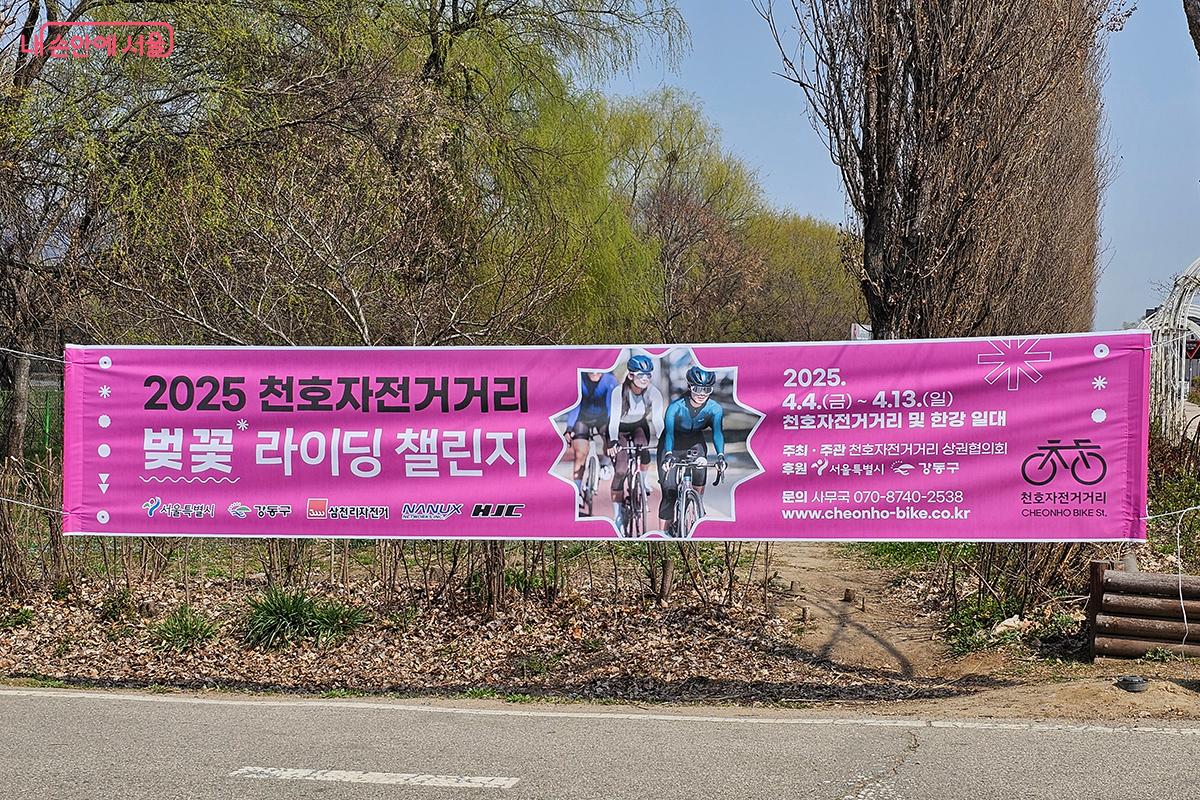 내 손안에 서울
2025 천호자전거거리
벚꽃* 라이딩 챌린지
서울특별시 강동구 삼천리자전거 NANUX NETWORKS INC. HJC
2025.
4.4.(금) ~ 4.13.(일)
천호자전거거리 및 한강 일대
주최・주관 천호자전거거리 상권협의회
후원 서울특별시 강동구
문의 사무국 070-8740-2538
www.cheonho-bike.co.kr
천호자전거거리
CHEONHO BIKE St.